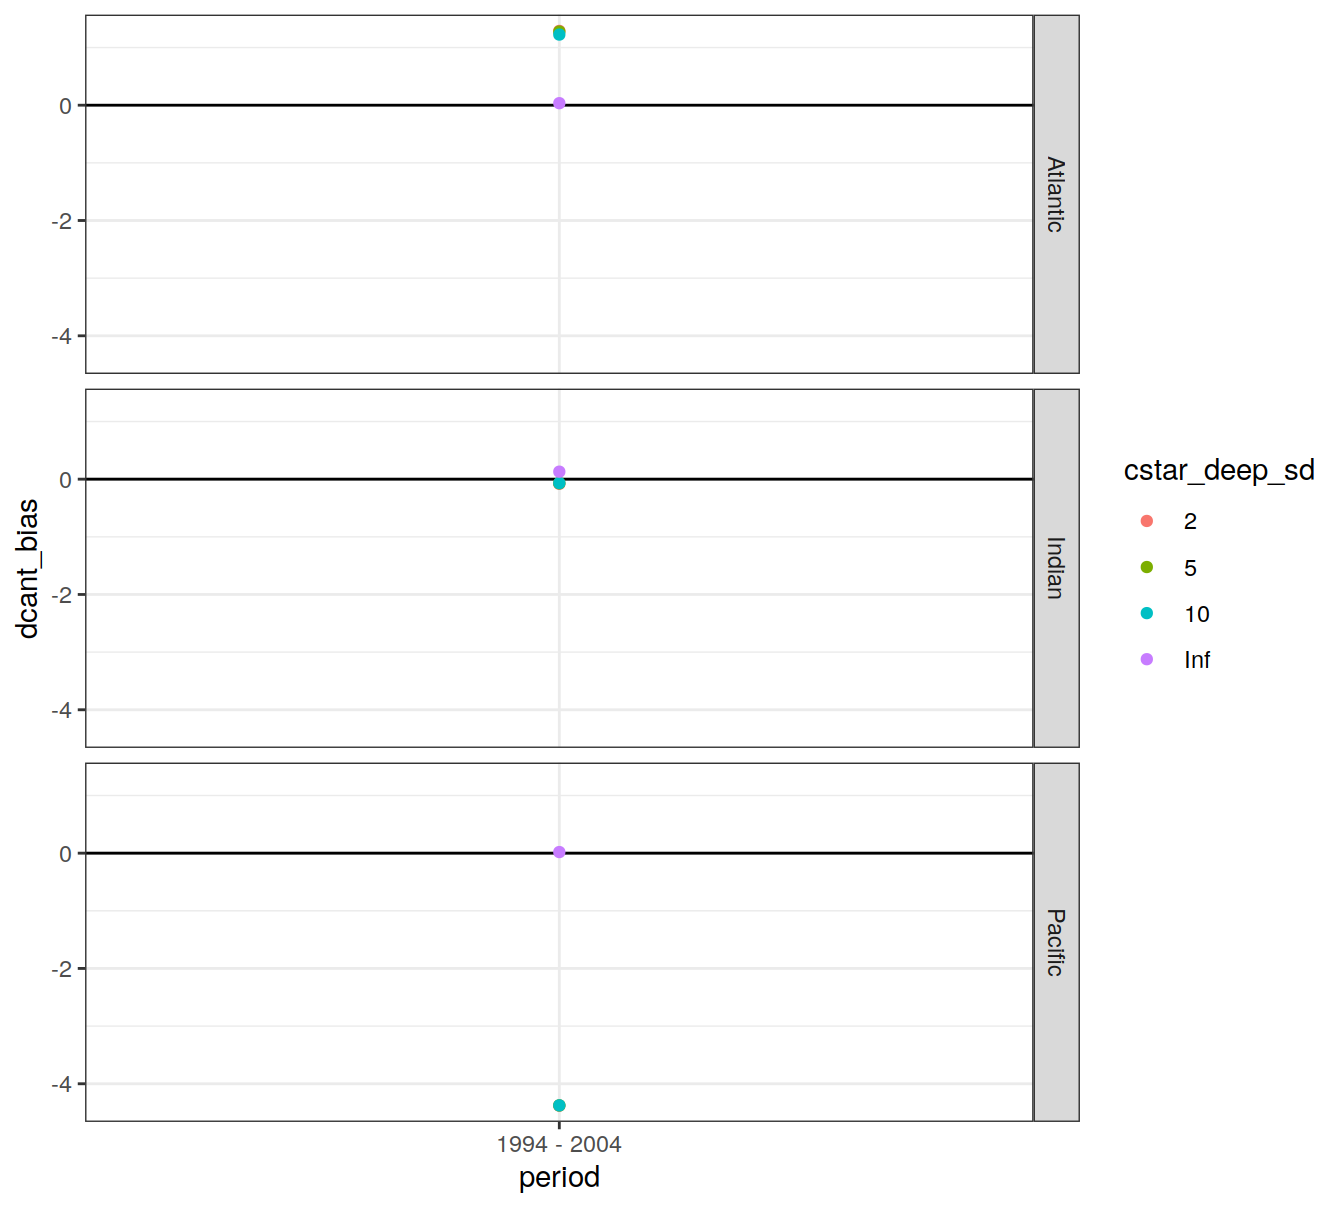 0
-2
-4
Atlantic
0
-2
-4
Indian
0
-2
-4
Pacific
dcant_bias
1994 - 2004
period
cstar_deep_sd
2
5
10
Inf